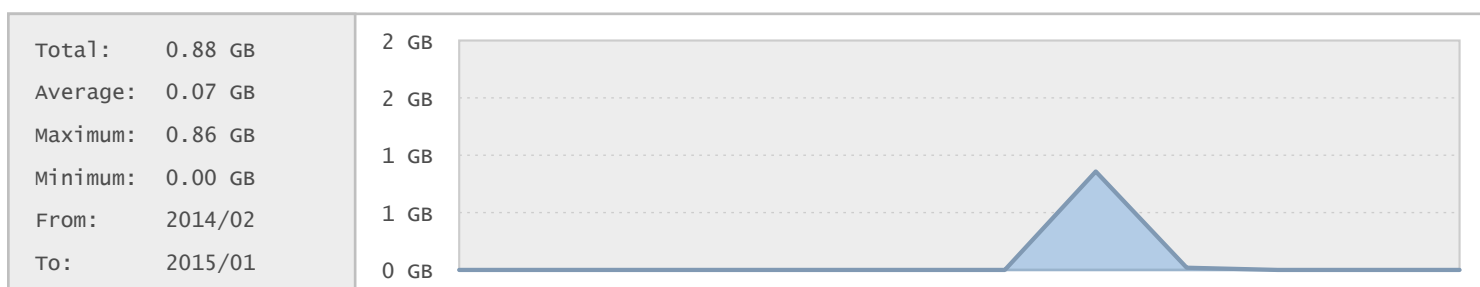 Total: 0.88 GB
Average: 0.07 GB
Maximum: 0.86 GB
Minimum: 0.00 GB
From: 2014/02
To: 2015/01
2 GB
2 GB
1 GB
1 GB
0 GB